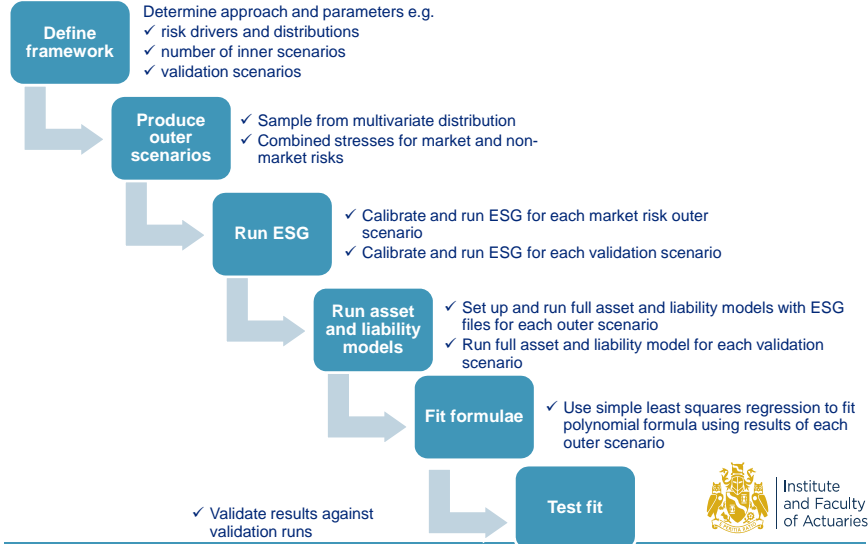 Define
framework
Determine approach and parameters e.g.
✓ risk drivers and distributions
✓ number of inner scenarios
✓ validation scenarios
Produce
outer
scenarios
✓ Sample from multivariate distribution
✓ Combined stresses for market and non-
market risks
Run ESG
✓ Calibrate and run ESG for each market risk outer
scenario
✓ Calibrate and run ESG for each validation scenario
Run asset
and liability
models
✓ Set up and run full asset and liability models with ESG
files for each outer scenario
✓ Run full asset and liability model for each validation
scenario
Fit formulae
✓ Use simple least squares regression to fit
polynomial formula using results of each
outer scenario
Test fit
✓ Validate results against
validation runs
Institute
and Faculty
of Actuaries